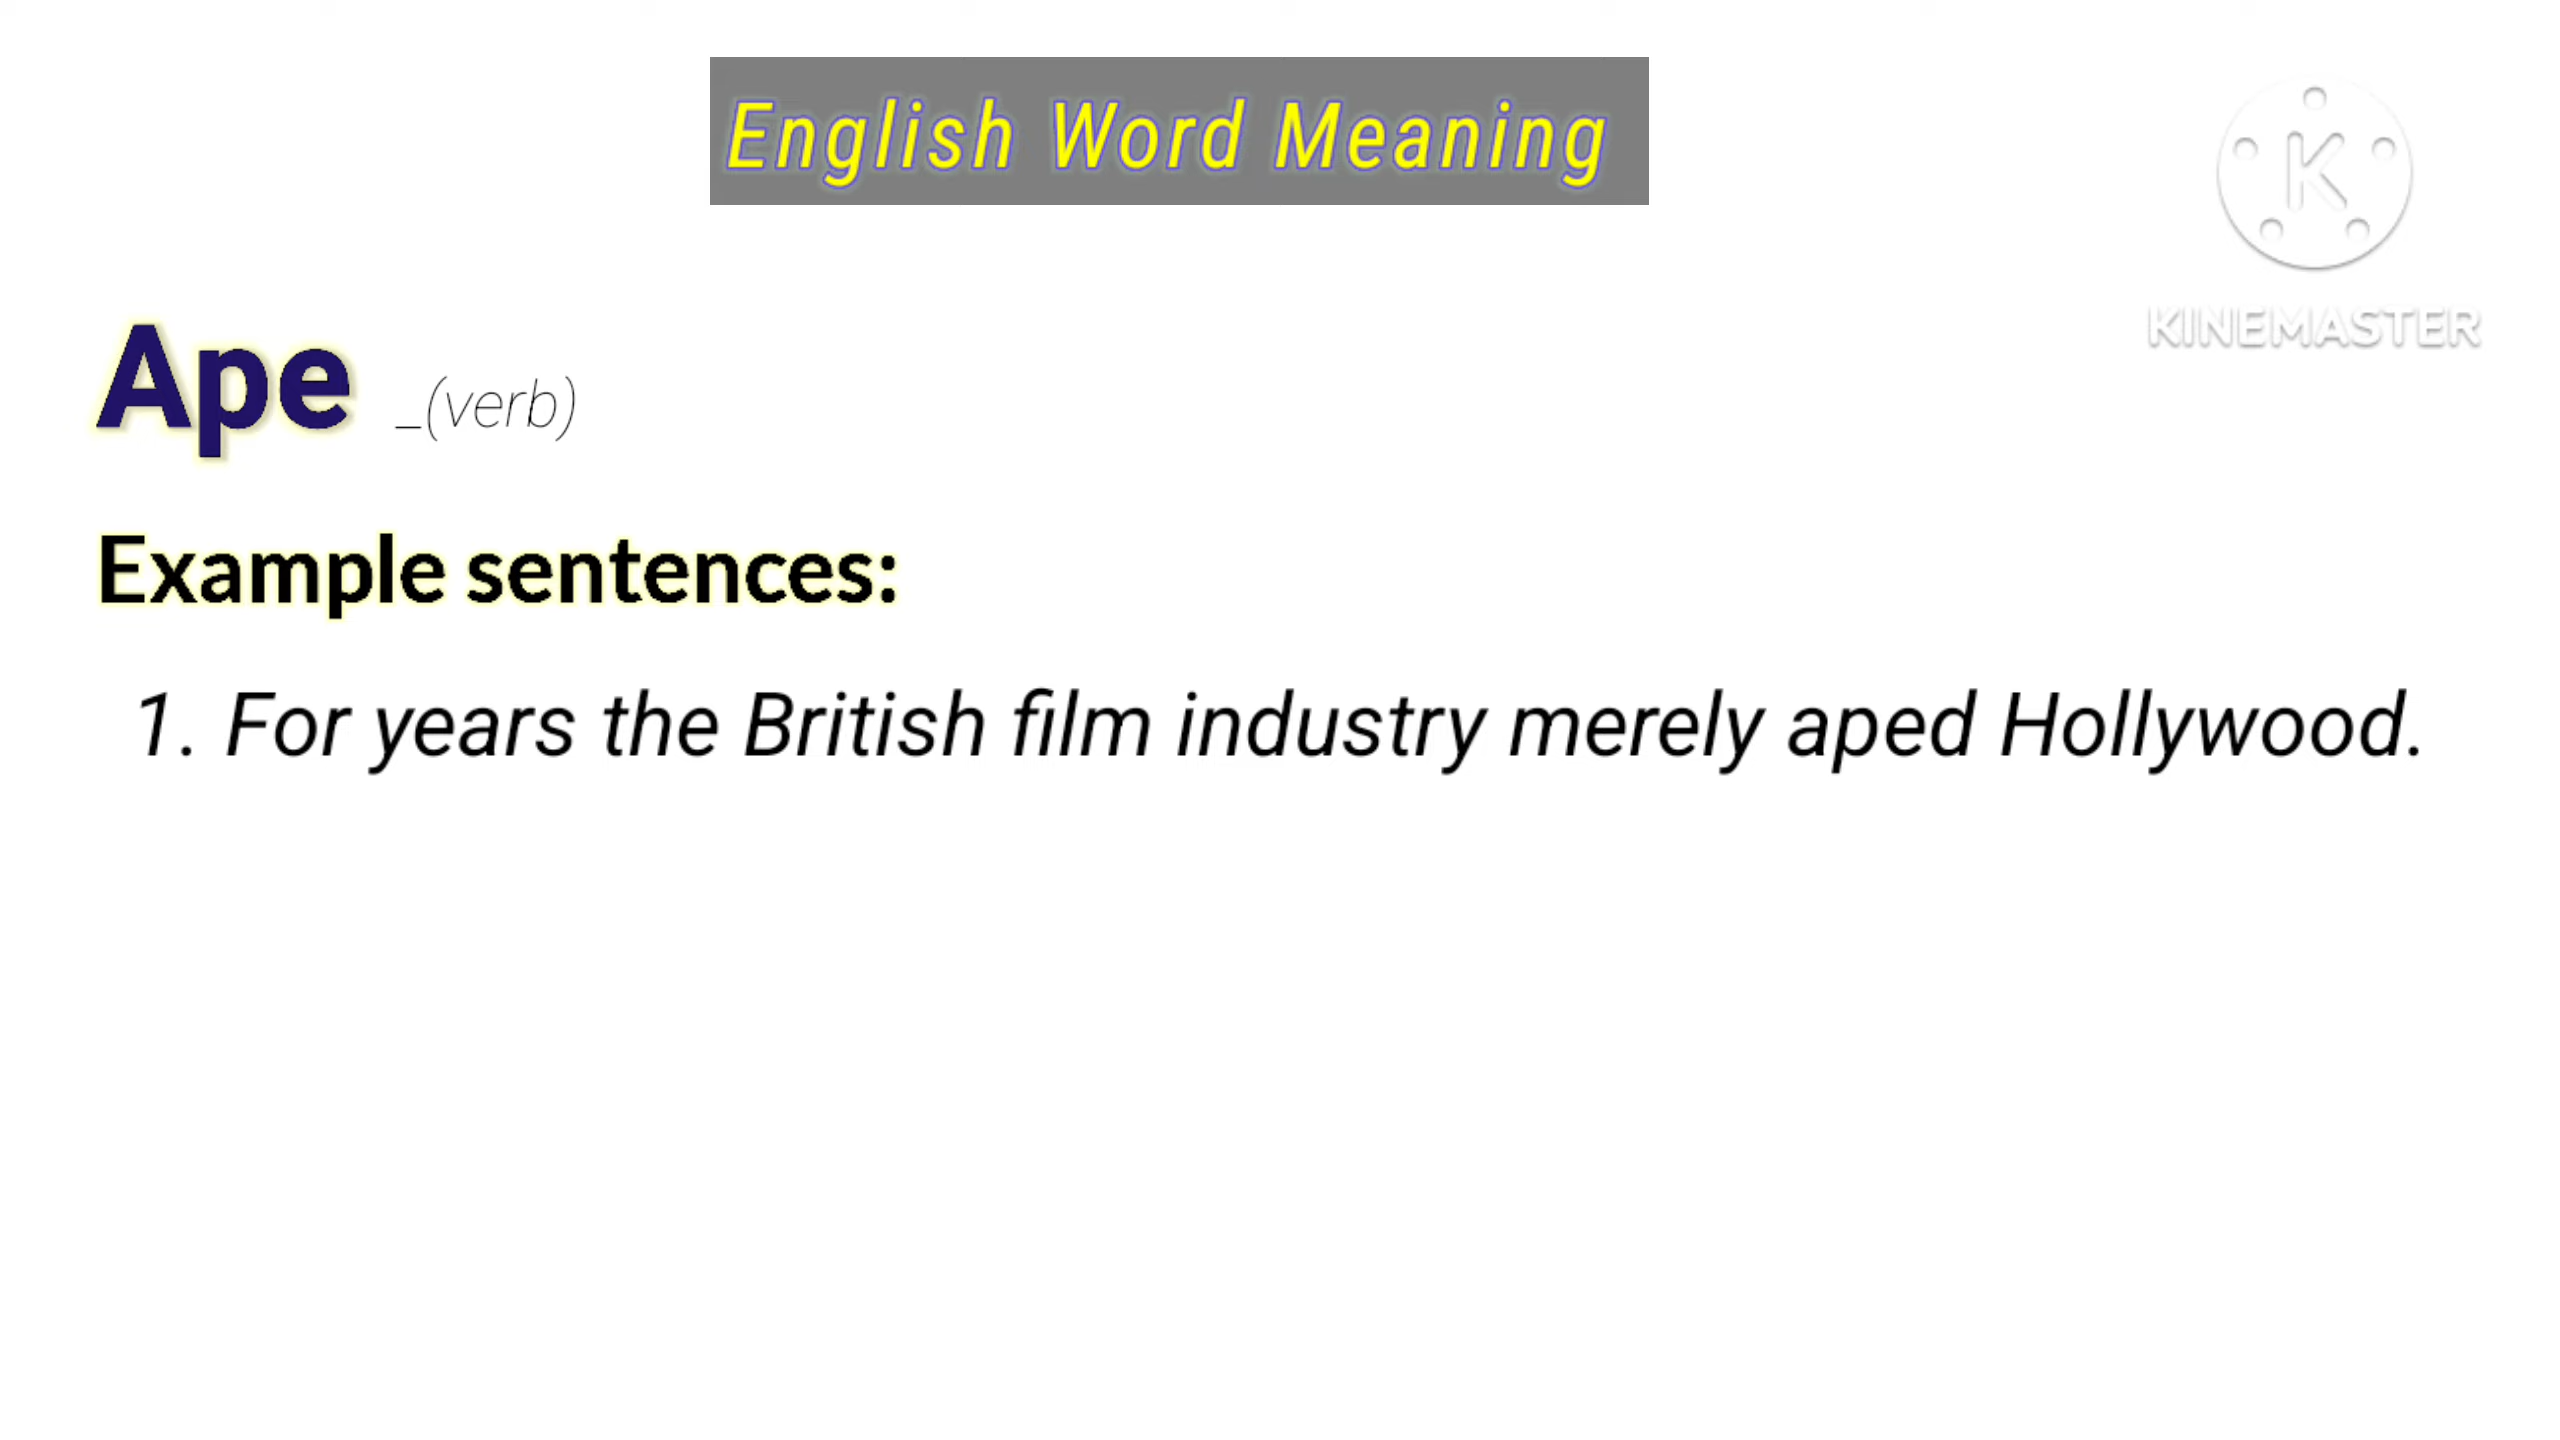 English Word Meaning
K
KINEMASTER
Ape _(verb)
Example sentences:
1. For years the British film industry merely aped Hollywood.